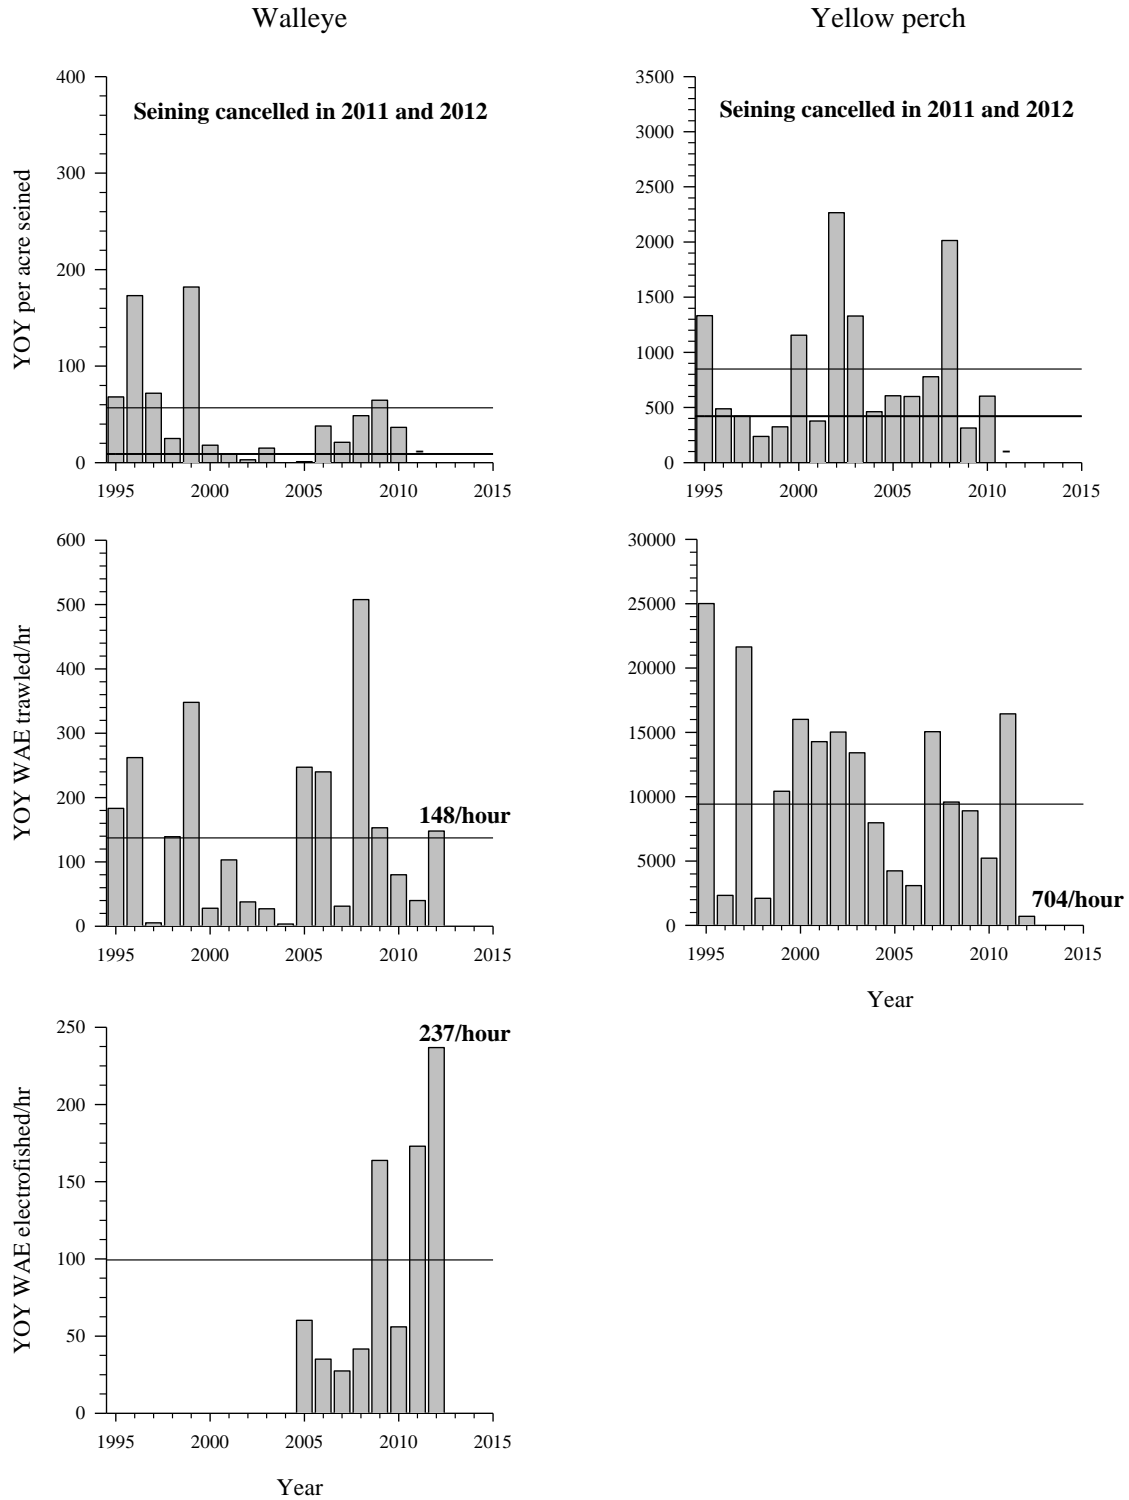 Walleye
Yellow perch
YOY per acre seined
400
300
200
100
0
Seining cancelled in 2011 and 2012
1995 2000 2005 2010 2015
3500
3000
2500
2000
1500
1000
500
0
Seining cancelled in 2011 and 2012
1995 2000 2005 2010 2015
YOY WAE trawled/hr
600
500
400
300
200
100
0
148/hour
1995 2000 2005 2010 2015
30000
25000
20000
15000
10000
5000
0
704/hour
1995 2000 2005 2010 2015
Year
YOY WAE electrofished/hr
250
200
150
100
50
0
237/hour
1995 2000 2005 2010 2015
Year